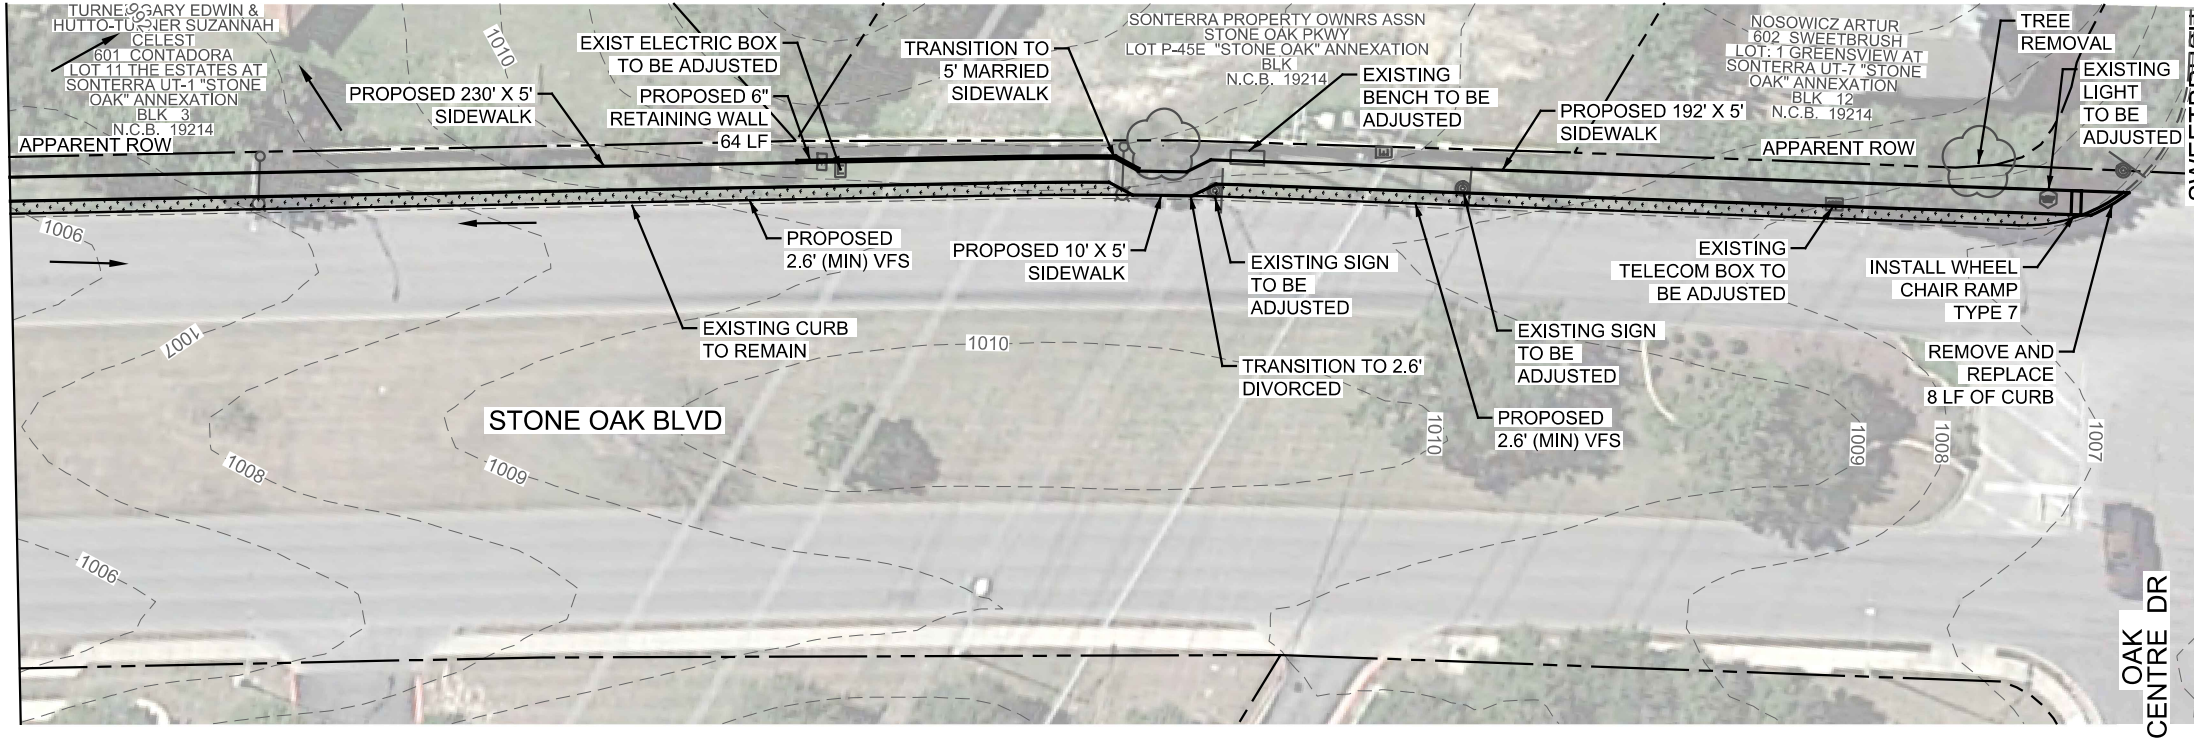 TURNER GARY EDWIN &
HUTTO-TURNER SUZANNAH
CELEST
601 CONTADORA
LOT 11 THE ESTATES AT
SONTERRA UT-1 "STONE
OAK" ANNEXATION
BLK 3
N.C.B. 19214
APPARENT ROW
1010
PROPOSED 230' X 5'
SIDEWALK
EXIST ELECTRIC BOX
TO BE ADJUSTED
PROPOSED 6"
RETAINING WALL
64 LF
TRANSITION TO
5' MARRIED
SIDEWALK
SONTERRA PROPERTY OWNRS ASSN
STONE OAK PKWY
LOT P-45E "STONE OAK" ANNEXATION
BLK
N.C.B. 19214
EXISTING
BENCH TO BE
ADJUSTED
PROPOSED 192' X 5'
SIDEWALK
NOSOWICZ ARTUR
602 SWEETBRUSH
LOT: 1 GREENSVIEW AT
SONTERRA UT-7 "STONE
OAK" ANNEXATION
BLK 12
N.C.B. 19214
APPARENT ROW
TREE
REMOVAL
EXISTING
LIGHT
TO BE
ADJUSTED
1006
1007
PROPOSED
2.6' (MIN) VFS
EXISTING CURB
TO REMAIN
PROPOSED 10' X 5'
SIDEWALK
EXISTING SIGN
TO BE
ADJUSTED
TRANSITION TO 2.6'
DIVORCED
EXISTING SIGN
TO BE
ADJUSTED
PROPOSED
2.6' (MIN) VFS
EXISTING
TELECOM BOX TO
BE ADJUSTED
INSTALL WHEEL
CHAIR RAMP
TYPE 7
REMOVE AND
REPLACE
8 LF OF CURB
1010
STONE OAK BLVD
1008
1009
1010
1009
1008
1007
1006
OAK
CENTRE DR